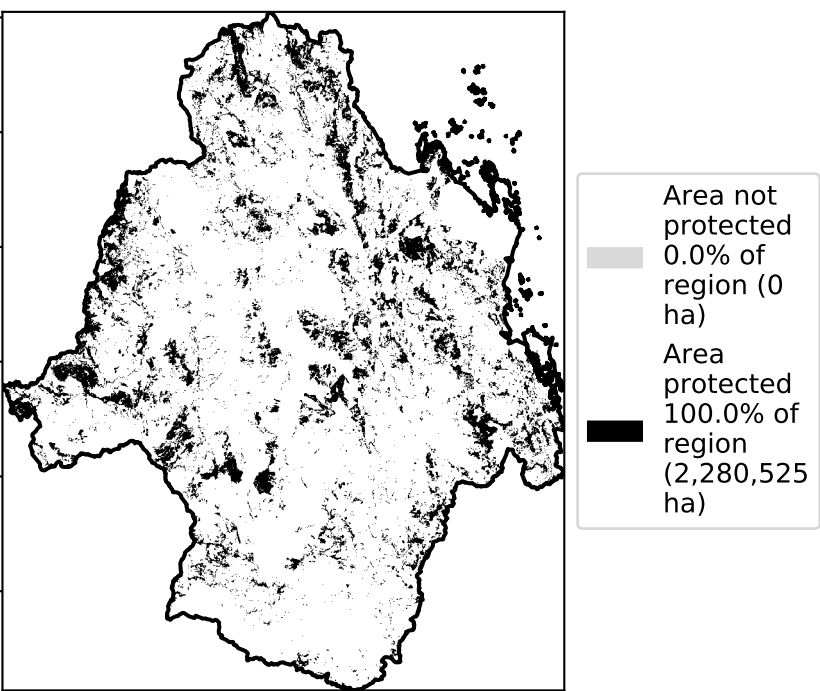 Area not
protected
0.0% of
region (0
ha)
Area
protected
100.0% of
region
(2,280,525
ha)